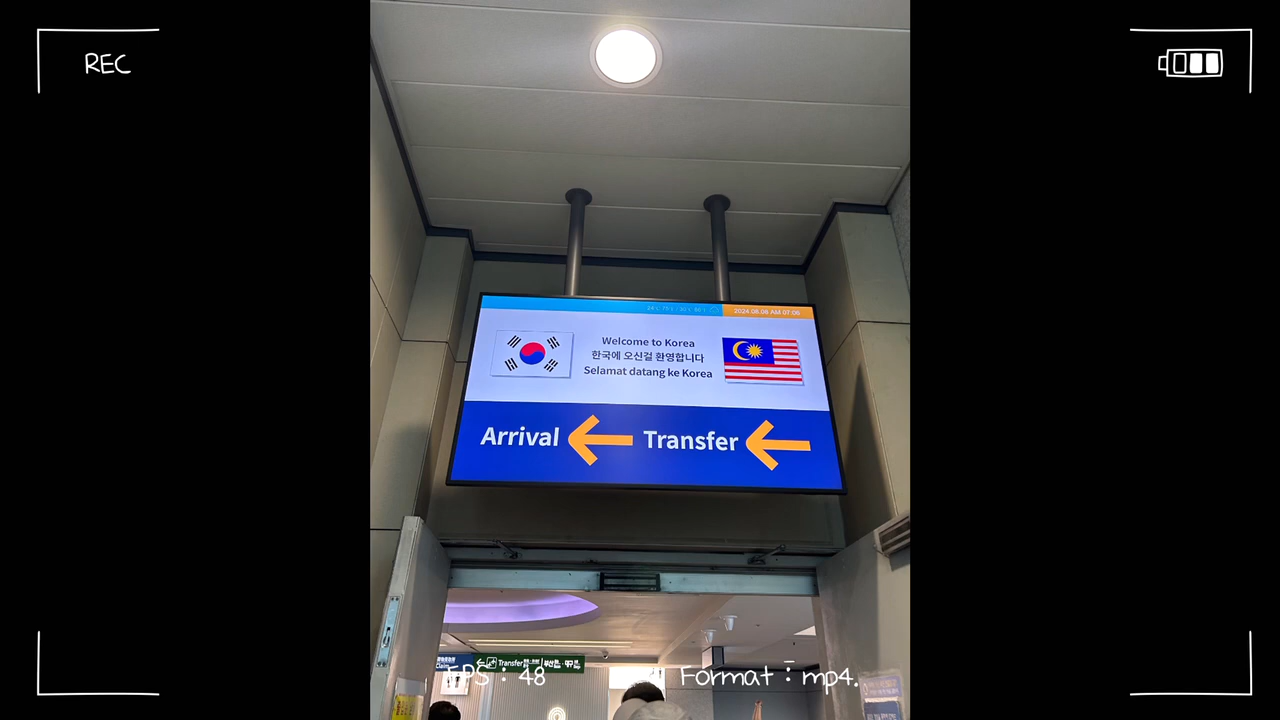 REC
2024.08.08 AM 07:06
Welcome to Korea
한국에 오신걸 환영합니다
Selamat datang ke Korea
Arrival
Transfer
Transfer
FPS : 48
Format : mp4.